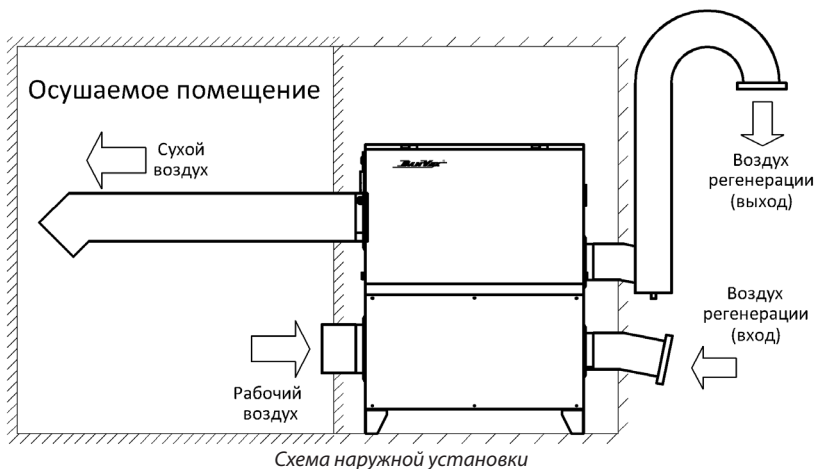 Осушаемое помещение
Сухой
воздух
Воздух
регенерации
(выход)
Воздух
регенерации
(вход)
Рабочий
воздух
Схема наружной установки